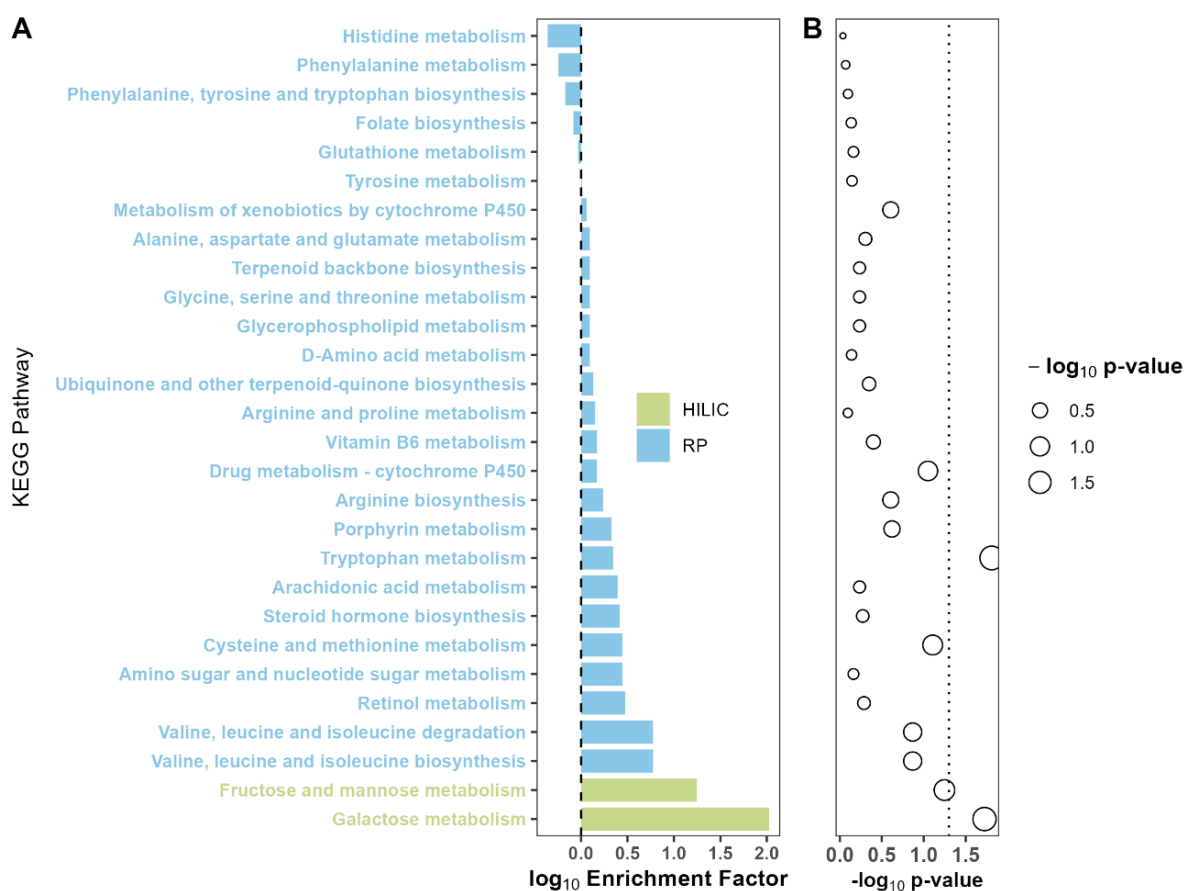 A
B
KEGG Pathway
Histidine metabolism
Phenylalanine metabolism
Phenylalanine, tyrosine and tryptophan biosynthesis
Folate biosynthesis
Glutathione metabolism
Tyrosine metabolism
Metabolism of xenobiotics by cytochrome P450
Alanine, aspartate and glutamate metabolism
Terpenoid backbone biosynthesis
Glycine, serine and threonine metabolism
Glycerophospholipid metabolism
D-Amino acid metabolism
Ubiquinone and other terpenoid-quinone biosynthesis
Arginine and proline metabolism
Vitamin B6 metabolism
Drug metabolism - cytochrome P450
Arginine biosynthesis
Porphyrin metabolism
Tryptophan metabolism
Arachidonic acid metabolism
Steroid hormone biosynthesis
Cysteine and methionine metabolism
Amino sugar and nucleotide sugar metabolism
Retinol metabolism
Valine, leucine and isoleucine degradation
Valine, leucine and isoleucine biosynthesis
Fructose and mannose metabolism
Galactose metabolism
HILIC
RP
0.0 0.5 1.0 1.5 2.0
log₁₀ Enrichment Factor
0.0 0.5 1.0 1.5
-log₁₀ p-value
− log₁₀ p-value
0.5
1.0
1.5